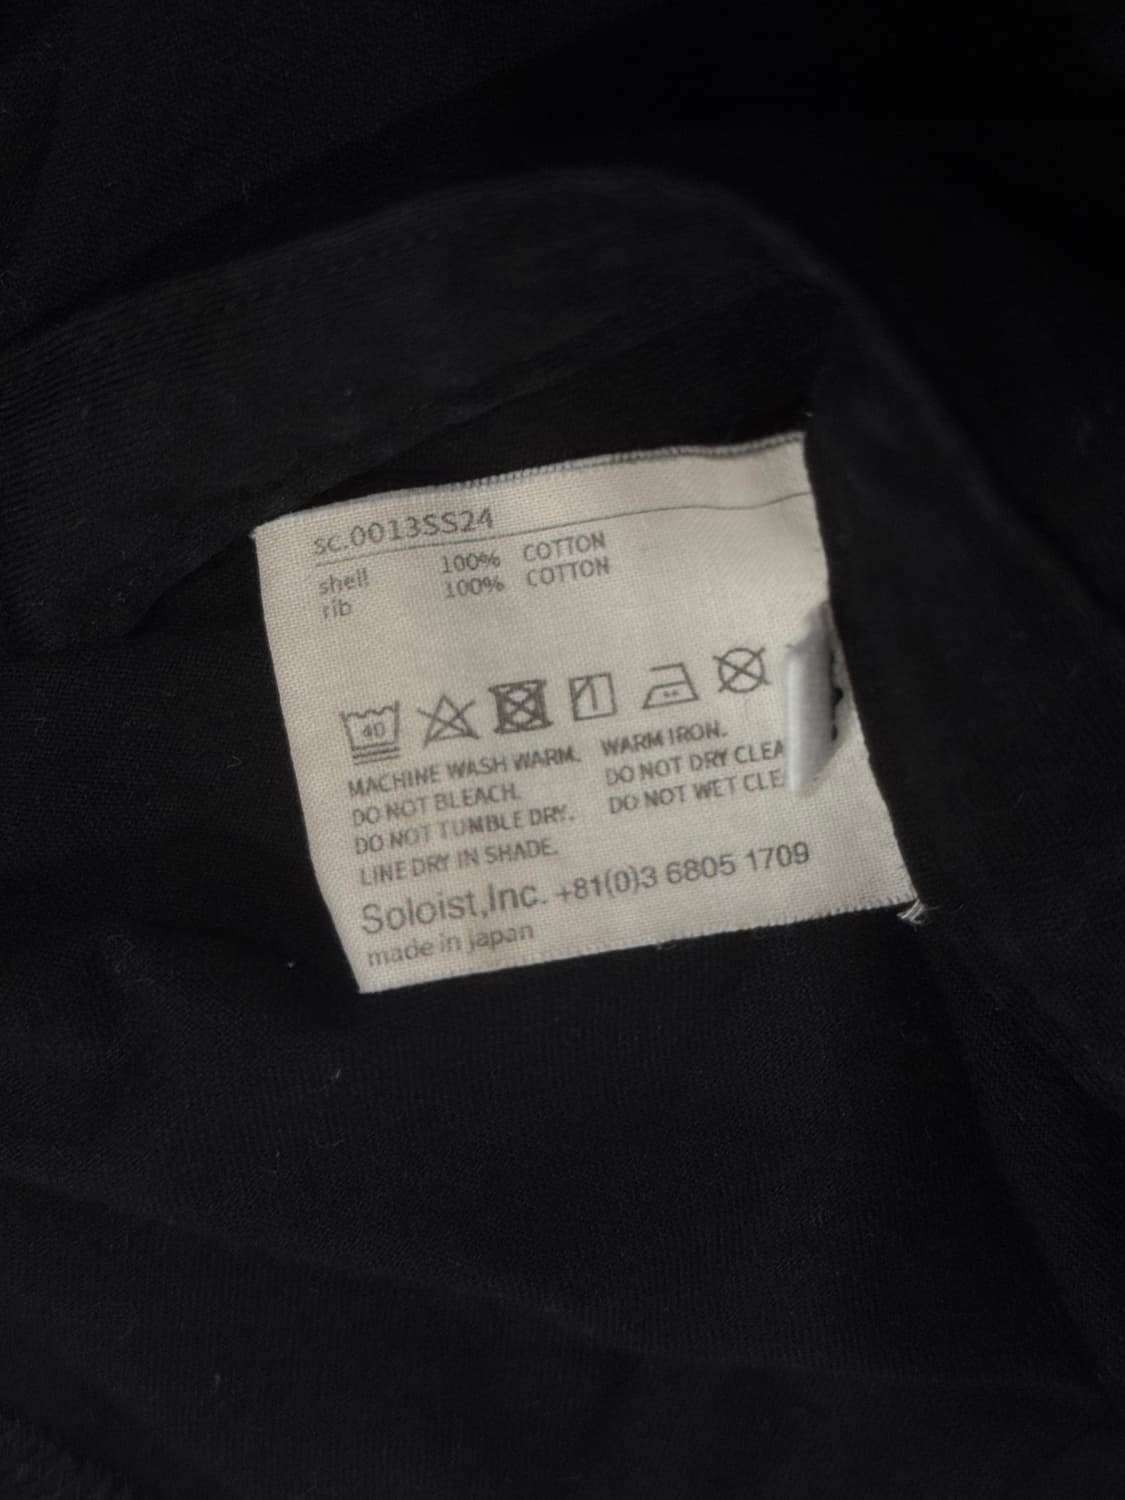 sc.0013SS24
shell 100% COTTON
rib 100% COTTON
40
MACHINE WASH WARM. WARM IRON.
DO NOT BLEACH. DO NOT DRY CLEA
DO NOT TUMBLE DRY. DO NOT WET CLE
LINE DRY IN SHADE.
Soloist,Inc. +81(0)3 6805 1709
made in japan